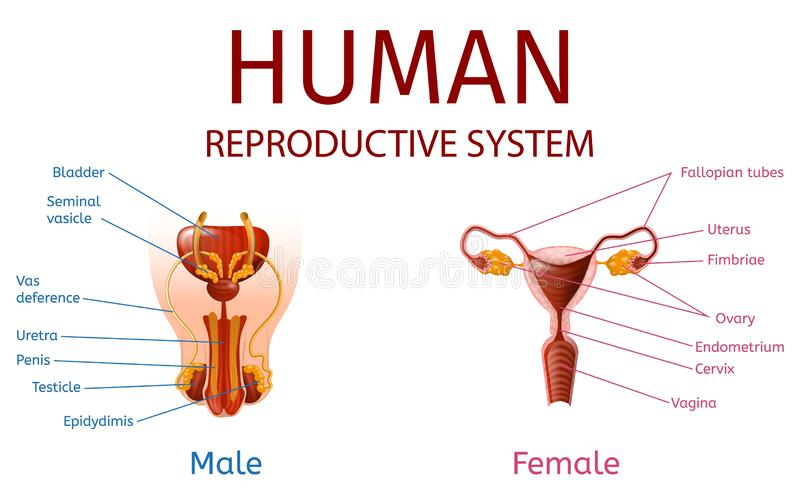 HUMAN
REPRODUCTIVE SYSTEM
Bladder
Seminal
vasicle
Vas
deference
Uretra
Penis
Testicle
Epidydimis
Male
Fallopian tubes
Uterus
Fimbriae
Ovary
Endometrium
Cervix
Vagina
Female
dreamstime